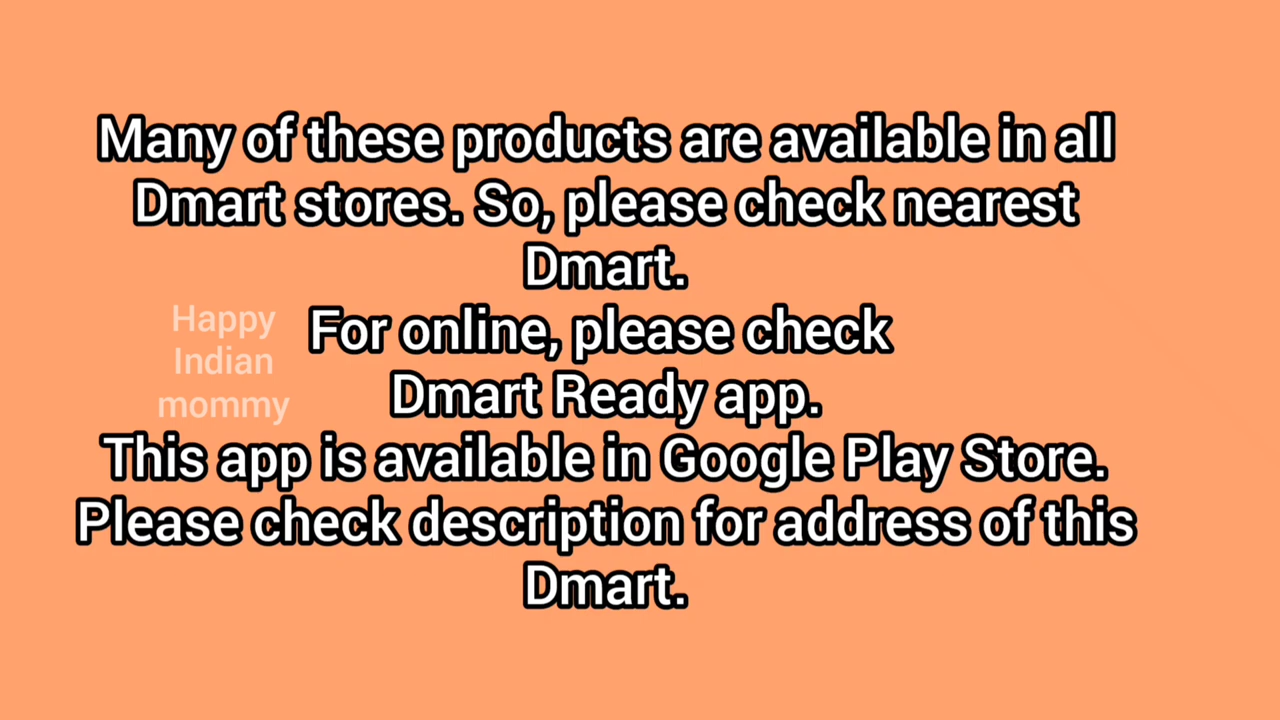 Many of these products are available in all
Dmart stores. So, please check nearest
Dmart.
For online, please check
Dmart Ready app.
This app is available in Google Play Store.
Please check description for address of this
Dmart.
Happy
Indian
mommy